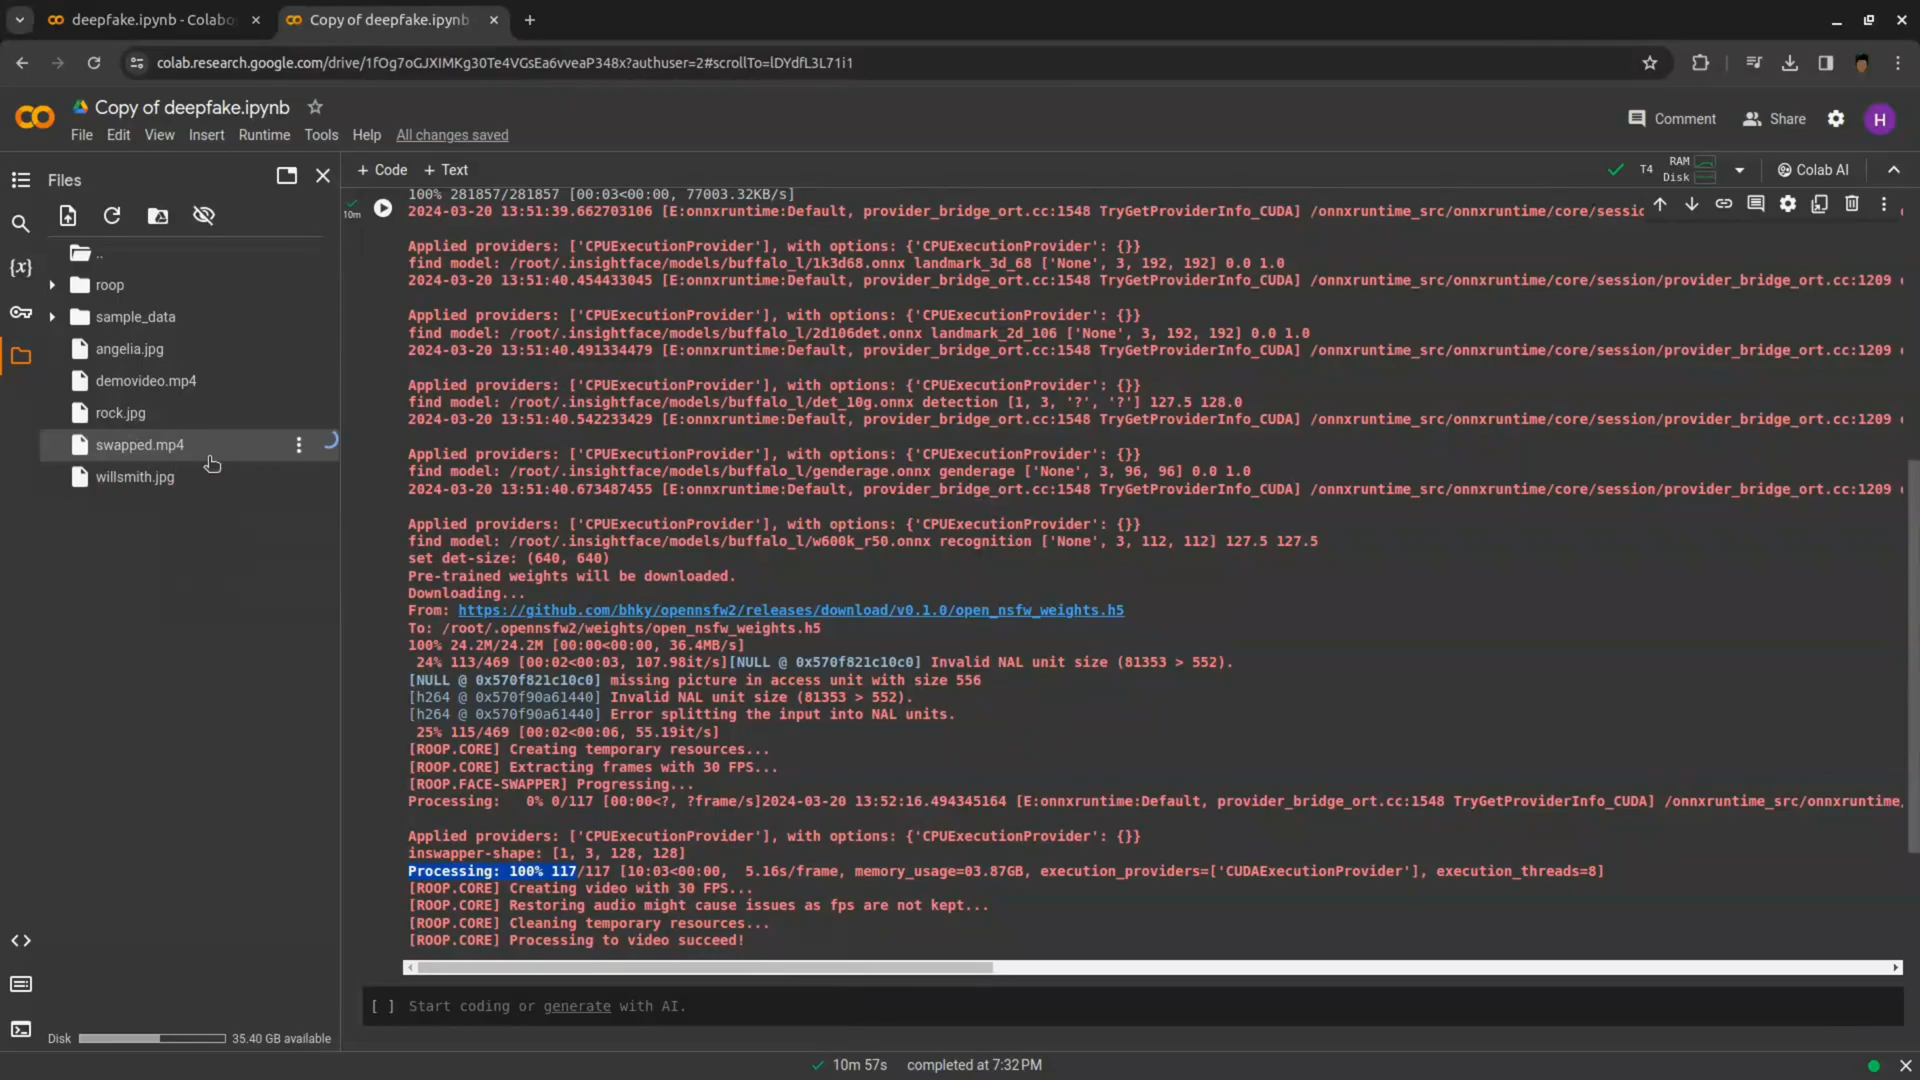 deepfake.ipynb - Colabo
Copy of deepfake.ipynb
colab.research.google.com/drive/1fOg7oGJXIMKg30Te4VGsEa6vveaP348x?authuser=2#scrollTo=lDYdfL3L71i1
Copy of deepfake.ipynb
File Edit View Insert Runtime Tools Help All changes saved
Comment Share H
Files
+ Code + Text
T4 RAM Disk Colab AI
..
roop
sample_data
angelia.jpg
demovideo.mp4
rock.jpg
swapped.mp4
willsmith.jpg
Disk 35.40 GB available
10m
100% 281857/281857 [00:03<00:00, 77003.32KB/s]
2024-03-20 13:51:39.662703106 [E:onnxruntime:Default, provider_bridge_ort.cc:1548 TryGetProviderInfo_CUDA] /onnxruntime_src/onnxruntime/core/sessic
Applied providers: ['CPUExecutionProvider'], with options: {'CPUExecutionProvider': {}}
find model: /root/.insightface/models/buffalo_l/1k3d68.onnx landmark_3d_68 ['None', 3, 192, 192] 0.0 1.0
2024-03-20 13:51:40.454433045 [E:onnxruntime:Default, provider_bridge_ort.cc:1548 TryGetProviderInfo_CUDA] /onnxruntime_src/onnxruntime/core/session/provider_bridge_ort.cc:1209
Applied providers: ['CPUExecutionProvider'], with options: {'CPUExecutionProvider': {}}
find model: /root/.insightface/models/buffalo_l/2d106det.onnx landmark_2d_106 ['None', 3, 192, 192] 0.0 1.0
2024-03-20 13:51:40.491334479 [E:onnxruntime:Default, provider_bridge_ort.cc:1548 TryGetProviderInfo_CUDA] /onnxruntime_src/onnxruntime/core/session/provider_bridge_ort.cc:1209
Applied providers: ['CPUExecutionProvider'], with options: {'CPUExecutionProvider': {}}
find model: /root/.insightface/models/buffalo_l/det_10g.onnx detection [1, 3, '?', '?'] 127.5 128.0
2024-03-20 13:51:40.542233429 [E:onnxruntime:Default, provider_bridge_ort.cc:1548 TryGetProviderInfo_CUDA] /onnxruntime_src/onnxruntime/core/session/provider_bridge_ort.cc:1209
Applied providers: ['CPUExecutionProvider'], with options: {'CPUExecutionProvider': {}}
find model: /root/.insightface/models/buffalo_l/genderage.onnx genderage ['None', 3, 96, 96] 0.0 1.0
2024-03-20 13:51:40.673487455 [E:onnxruntime:Default, provider_bridge_ort.cc:1548 TryGetProviderInfo_CUDA] /onnxruntime_src/onnxruntime/core/session/provider_bridge_ort.cc:1209
Applied providers: ['CPUExecutionProvider'], with options: {'CPUExecutionProvider': {}}
find model: /root/.insightface/models/buffalo_l/w600k_r50.onnx recognition ['None', 3, 112, 112] 127.5 127.5
set det-size: (640, 640)
Pre-trained weights will be downloaded.
Downloading...
From: https://github.com/bhky/opennsfw2/releases/download/v0.1.0/open_nsfw_weights.h5
To: /root/.opennsfw2/weights/open_nsfw_weights.h5
100% 24.2M/24.2M [00:00<00:00, 36.4MB/s]
24% 113/469 [00:02<00:03, 107.98it/s][NULL @ 0x570f821c10c0] Invalid NAL unit size (81353 > 552).
[NULL @ 0x570f821c10c0] missing picture in access unit with size 556
[h264 @ 0x570f90a61440] Invalid NAL unit size (81353 > 552).
[h264 @ 0x570f90a61440] Error splitting the input into NAL units.
25% 115/469 [00:02<00:06, 55.19it/s]
[ROOP.CORE] Creating temporary resources...
[ROOP.CORE] Extracting frames with 30 FPS...
[ROOP.FACE-SWAPPER] Progressing...
Processing: 0% 0/117 [00:00<?, ?frame/s]2024-03-20 13:52:16.494345164 [E:onnxruntime:Default, provider_bridge_ort.cc:1548 TryGetProviderInfo_CUDA] /onnxruntime_src/onnxruntime/
Applied providers: ['CPUExecutionProvider'], with options: {'CPUExecutionProvider': {}}
inswapper-shape: [1, 3, 128, 128]
Processing: 100% 117/117 [10:03<00:00, 5.16s/frame, memory_usage=03.87GB, execution_providers=['CUDAExecutionProvider'], execution_threads=8]
[ROOP.CORE] Creating video with 30 FPS...
[ROOP.CORE] Restoring audio might cause issues as fps are not kept...
[ROOP.CORE] Cleaning temporary resources...
[ROOP.CORE] Processing to video succeed!
[ ] Start coding or generate with AI.
10m 57s completed at 7:32 PM